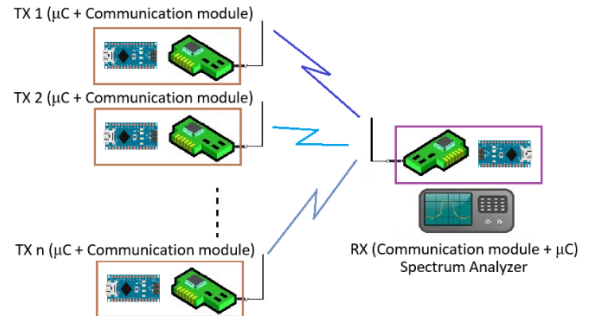 TX 1 (μC + Communication module)
TX 2 (μC + Communication module)
TX n (μC + Communication module)
RX (Communication module + μC)
Spectrum Analyzer